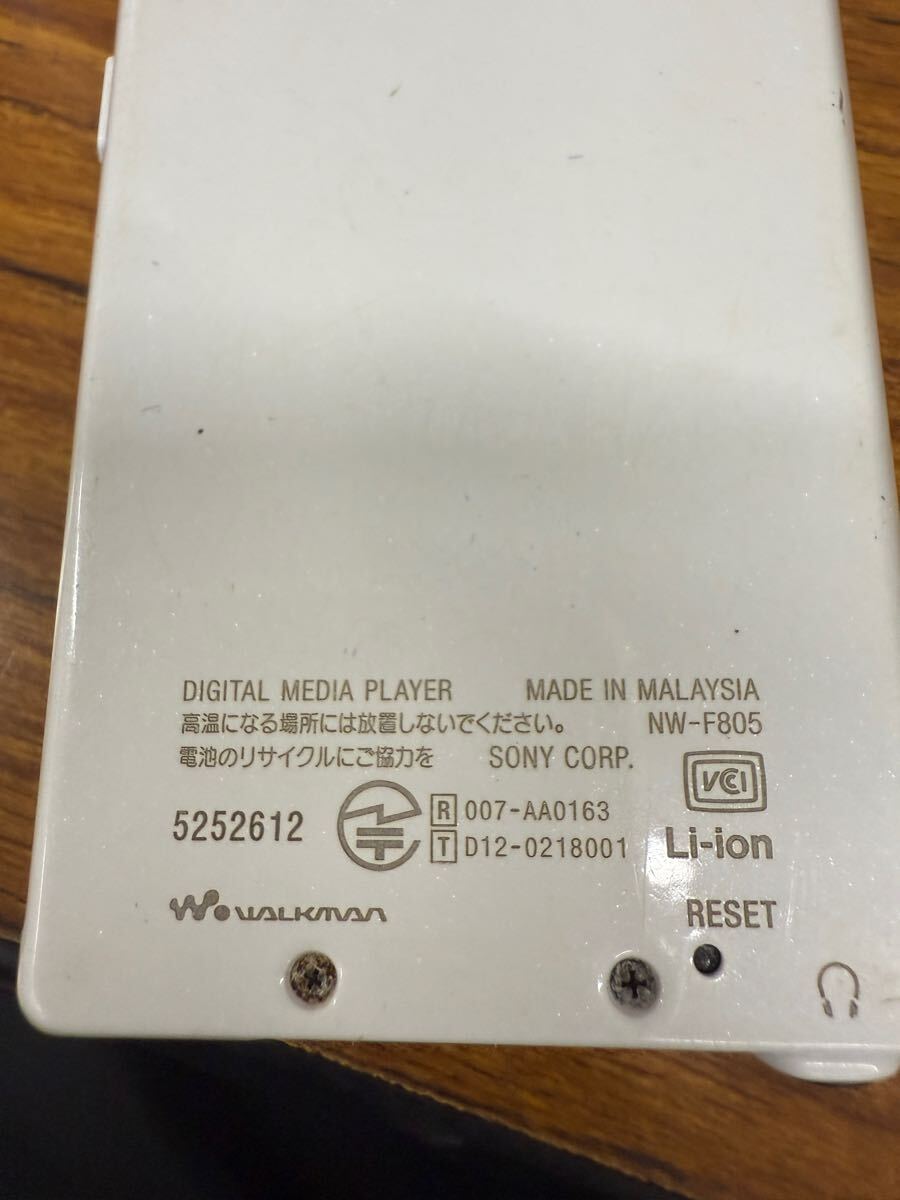 DIGITAL MEDIA PLAYER MADE IN MALAYSIA
高温になる場所には放置しないでください。 NW-F805
電池のリサイクルにご協力を SONY CORP.
VCCI
5252612
R 007-AA0163
T D12-0218001
Li-ion
W. WALKMAN
RESET